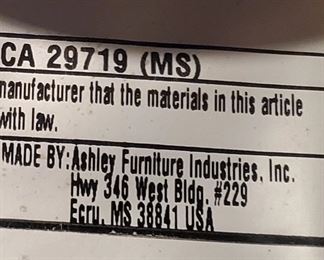 CA 29719 (MS)
manufacturer that the materials in this article
with law.
MADE BY: Ashley Furniture Industries, Inc.
Hwy 346 West Bldg. #229
Ecru, MS 38841 USA